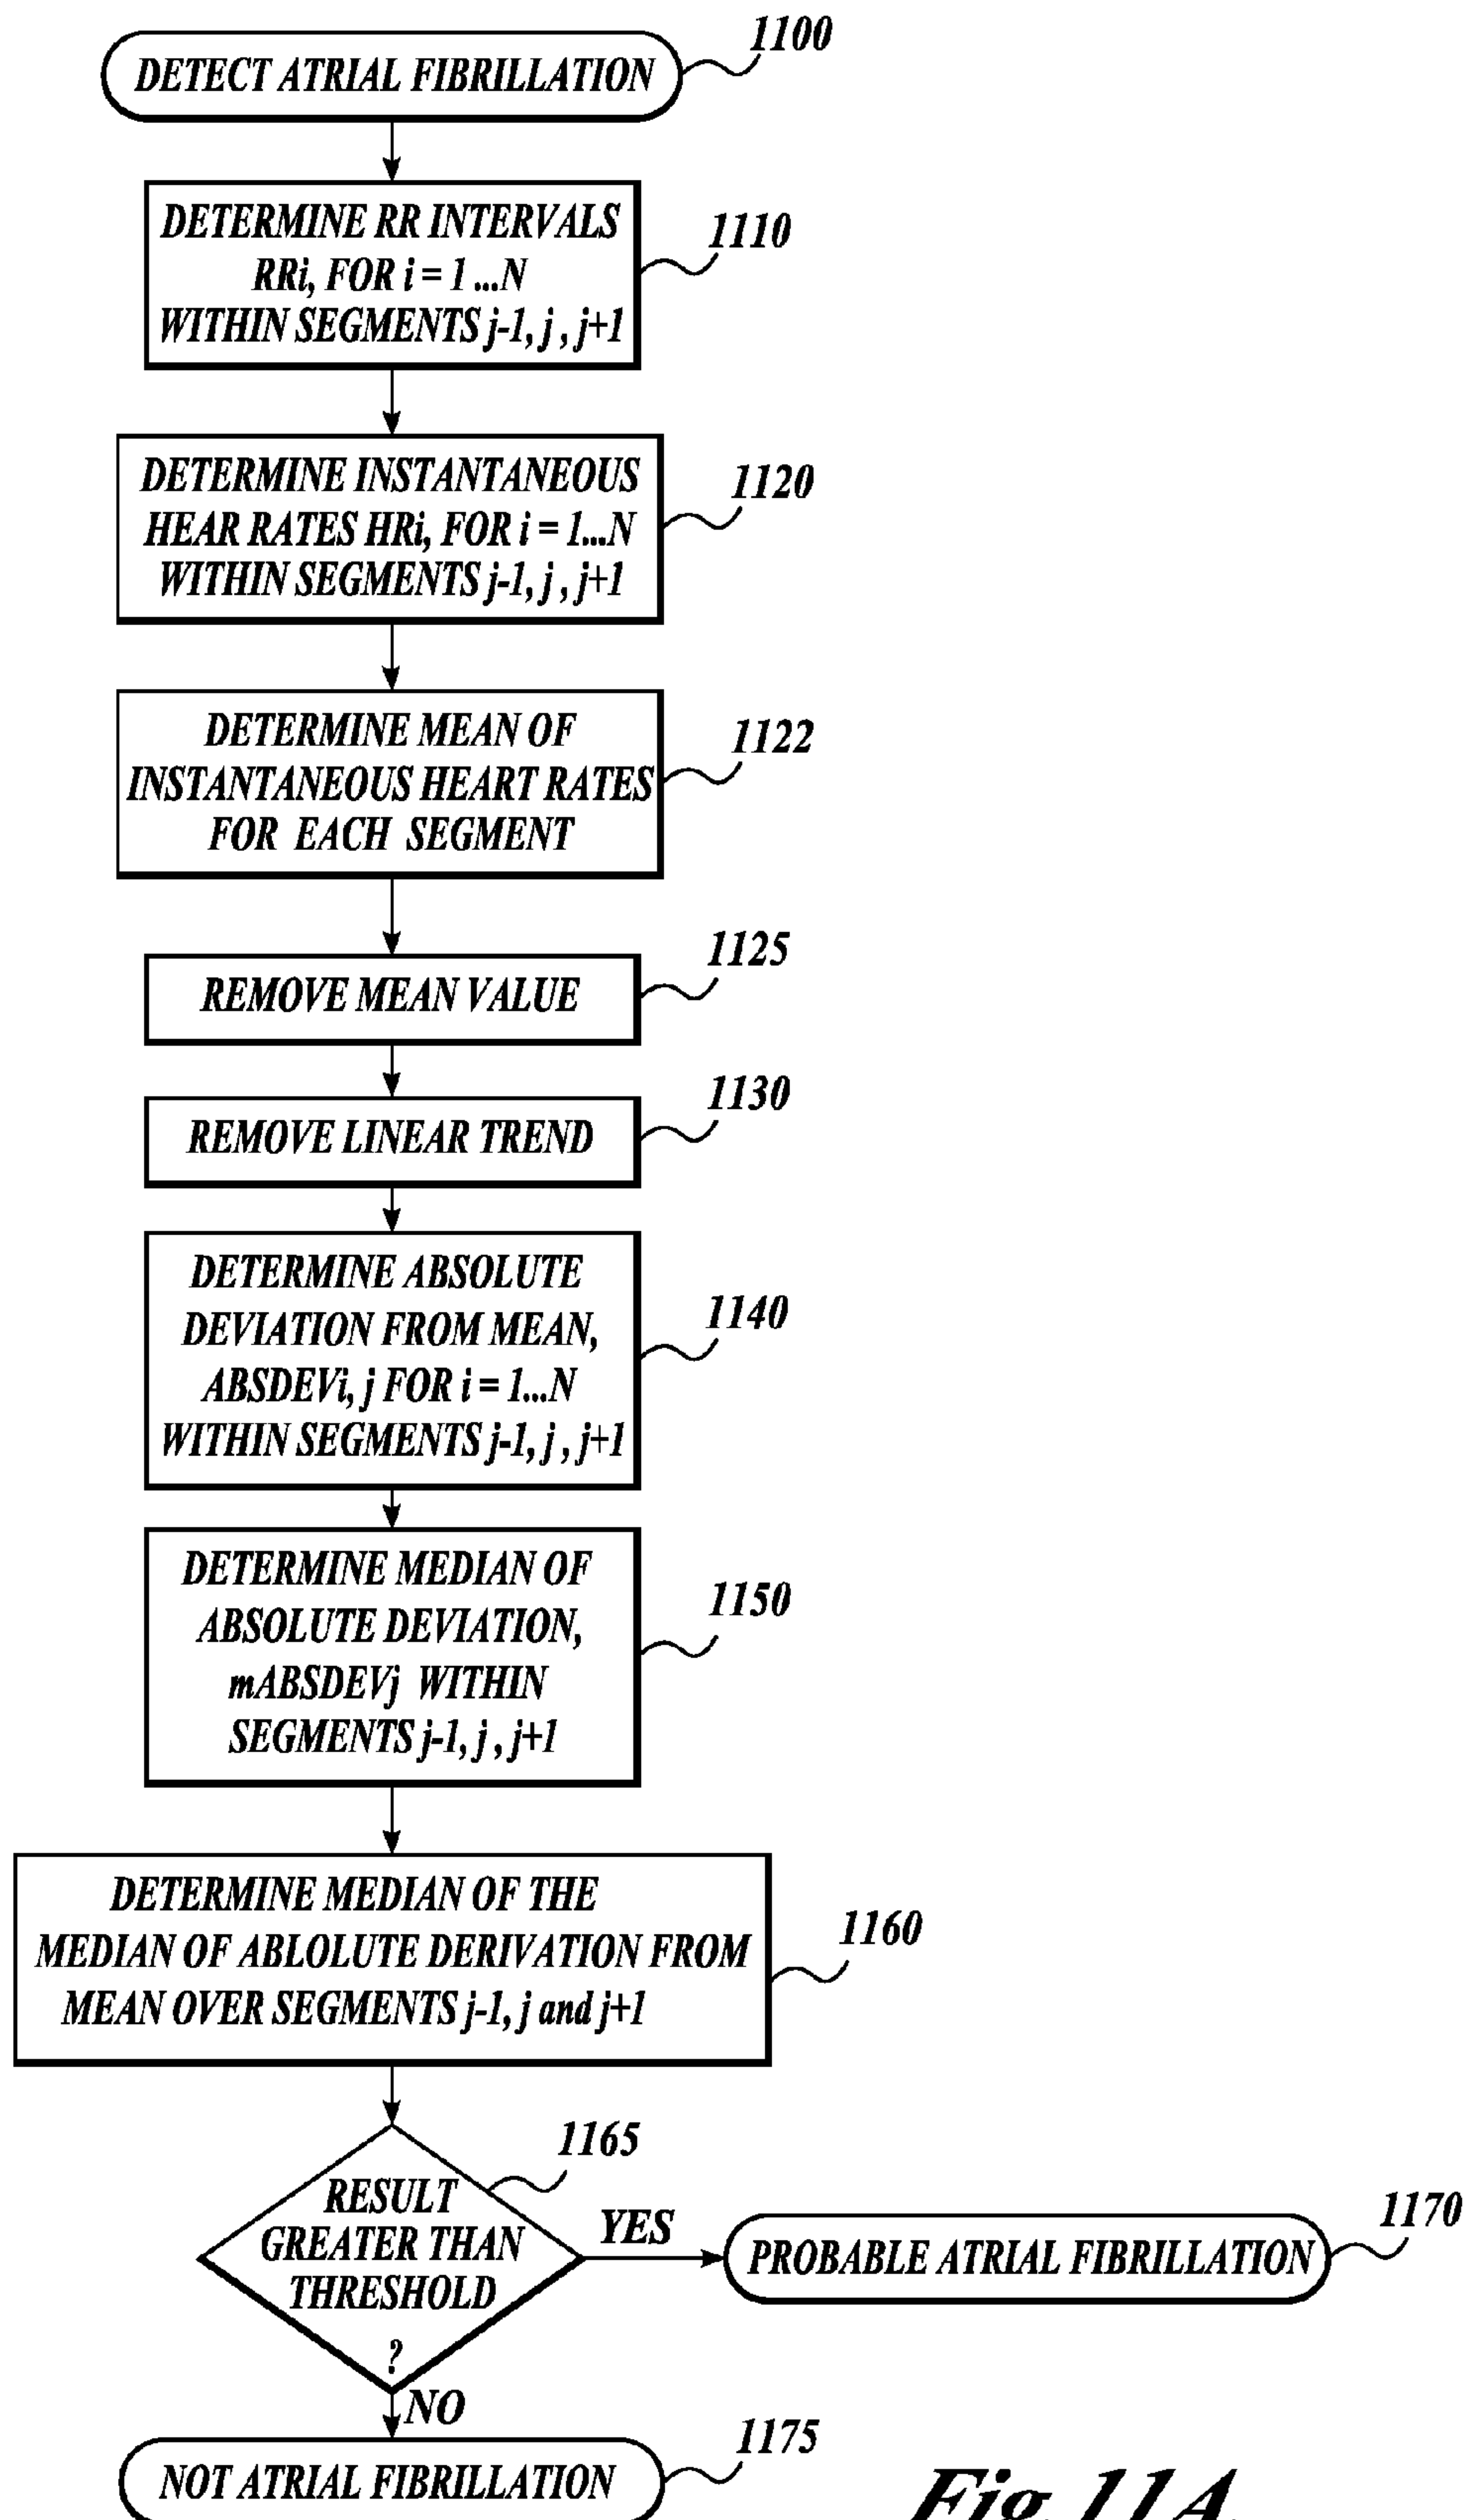 1100
DETECT ATRIAL FIBRILLATION
1110
DETERMINE RR INTERVALS
RRi, FOR i = 1 ...N
WITHIN SEGMENTS j-1, j , j+1
1120
DETERMINE INSTANTANEOUS
HEAR RATES HRi, FOR i = 1...N
WITHIN SEGMENTS j-1, j , j+1
1122
DETERMINE MEAN OF
INSTANTANEOUS HEART RATES
FOR EACH SEGMENT
1125
REMOVE MEAN VALUE
1130
REMOVE LINEAR TREND
1140
DETERMINE ABSOLUTE
DEVIATION FROM MEAN,
ABSDEVi, j FOR i = 1...N
WITHIN SEGMENTS j-1, j , j+1
1150
DETERMINE MEDIAN OF
ABSOLUTE DEVIATION,
mABSDEVj WITHIN
SEGMENTS j-1, j , j+1
1160
DETERMINE MEDIAN OF THE
MEDIAN OF ABLOLUTE DERIVATION FROM
MEAN OVER SEGMENTS j-1, j and j+1
1165
RESULT
GREATER THAN
THRESHOLD
?
YES
1170
PROBABLE ATRIAL FIBRILLATION
NO
1175
NOT ATRIAL FIBRILLATION
Fig. 11A.